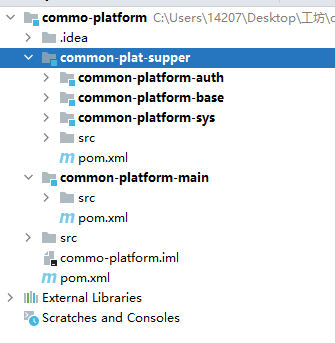 commo-platform C:\Users\14207\Desktop\工坊\c
.idea
common-plat-supper
common-platform-auth
common-platform-base
common-platform-sys
src
pom.xml
common-platform-main
src
pom.xml
src
commo-platform.iml
pom.xml
External Libraries
Scratches and Consoles